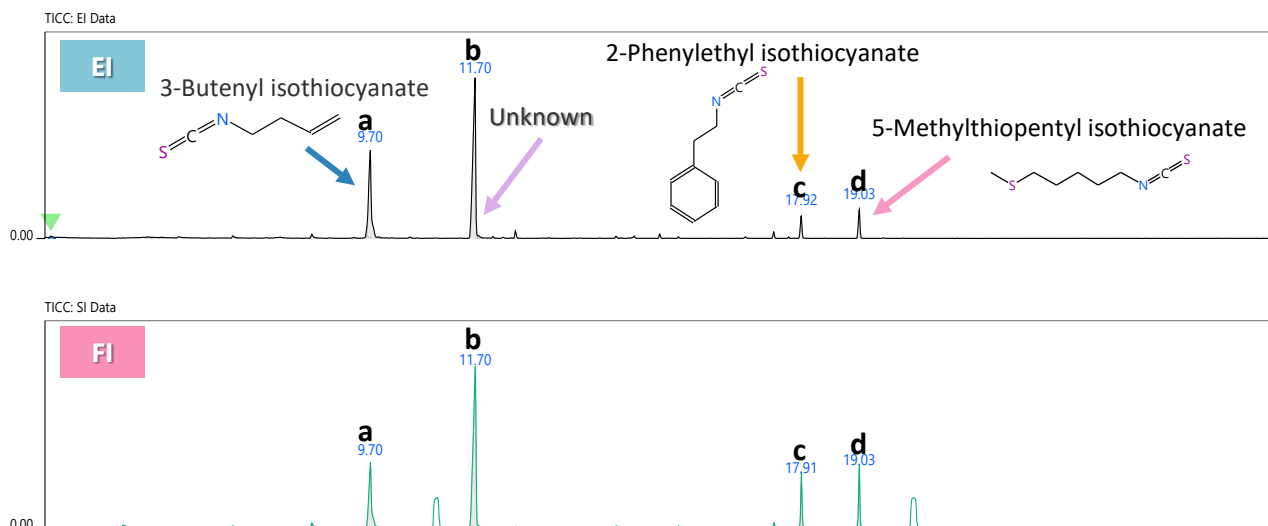 TICC: EI Data
EI
3-Butenyl isothiocyanate
S C N
a
9.70
b
11.70
Unknown
2-Phenylethyl isothiocyanate
S
C
N
5-Methylthiopentyl isothiocyanate
S N C S
c
17.92
d
19.03
0.00
TICC: SI Data
FI
a
9.70
b
11.70
c
17.91
d
19.03
0.00